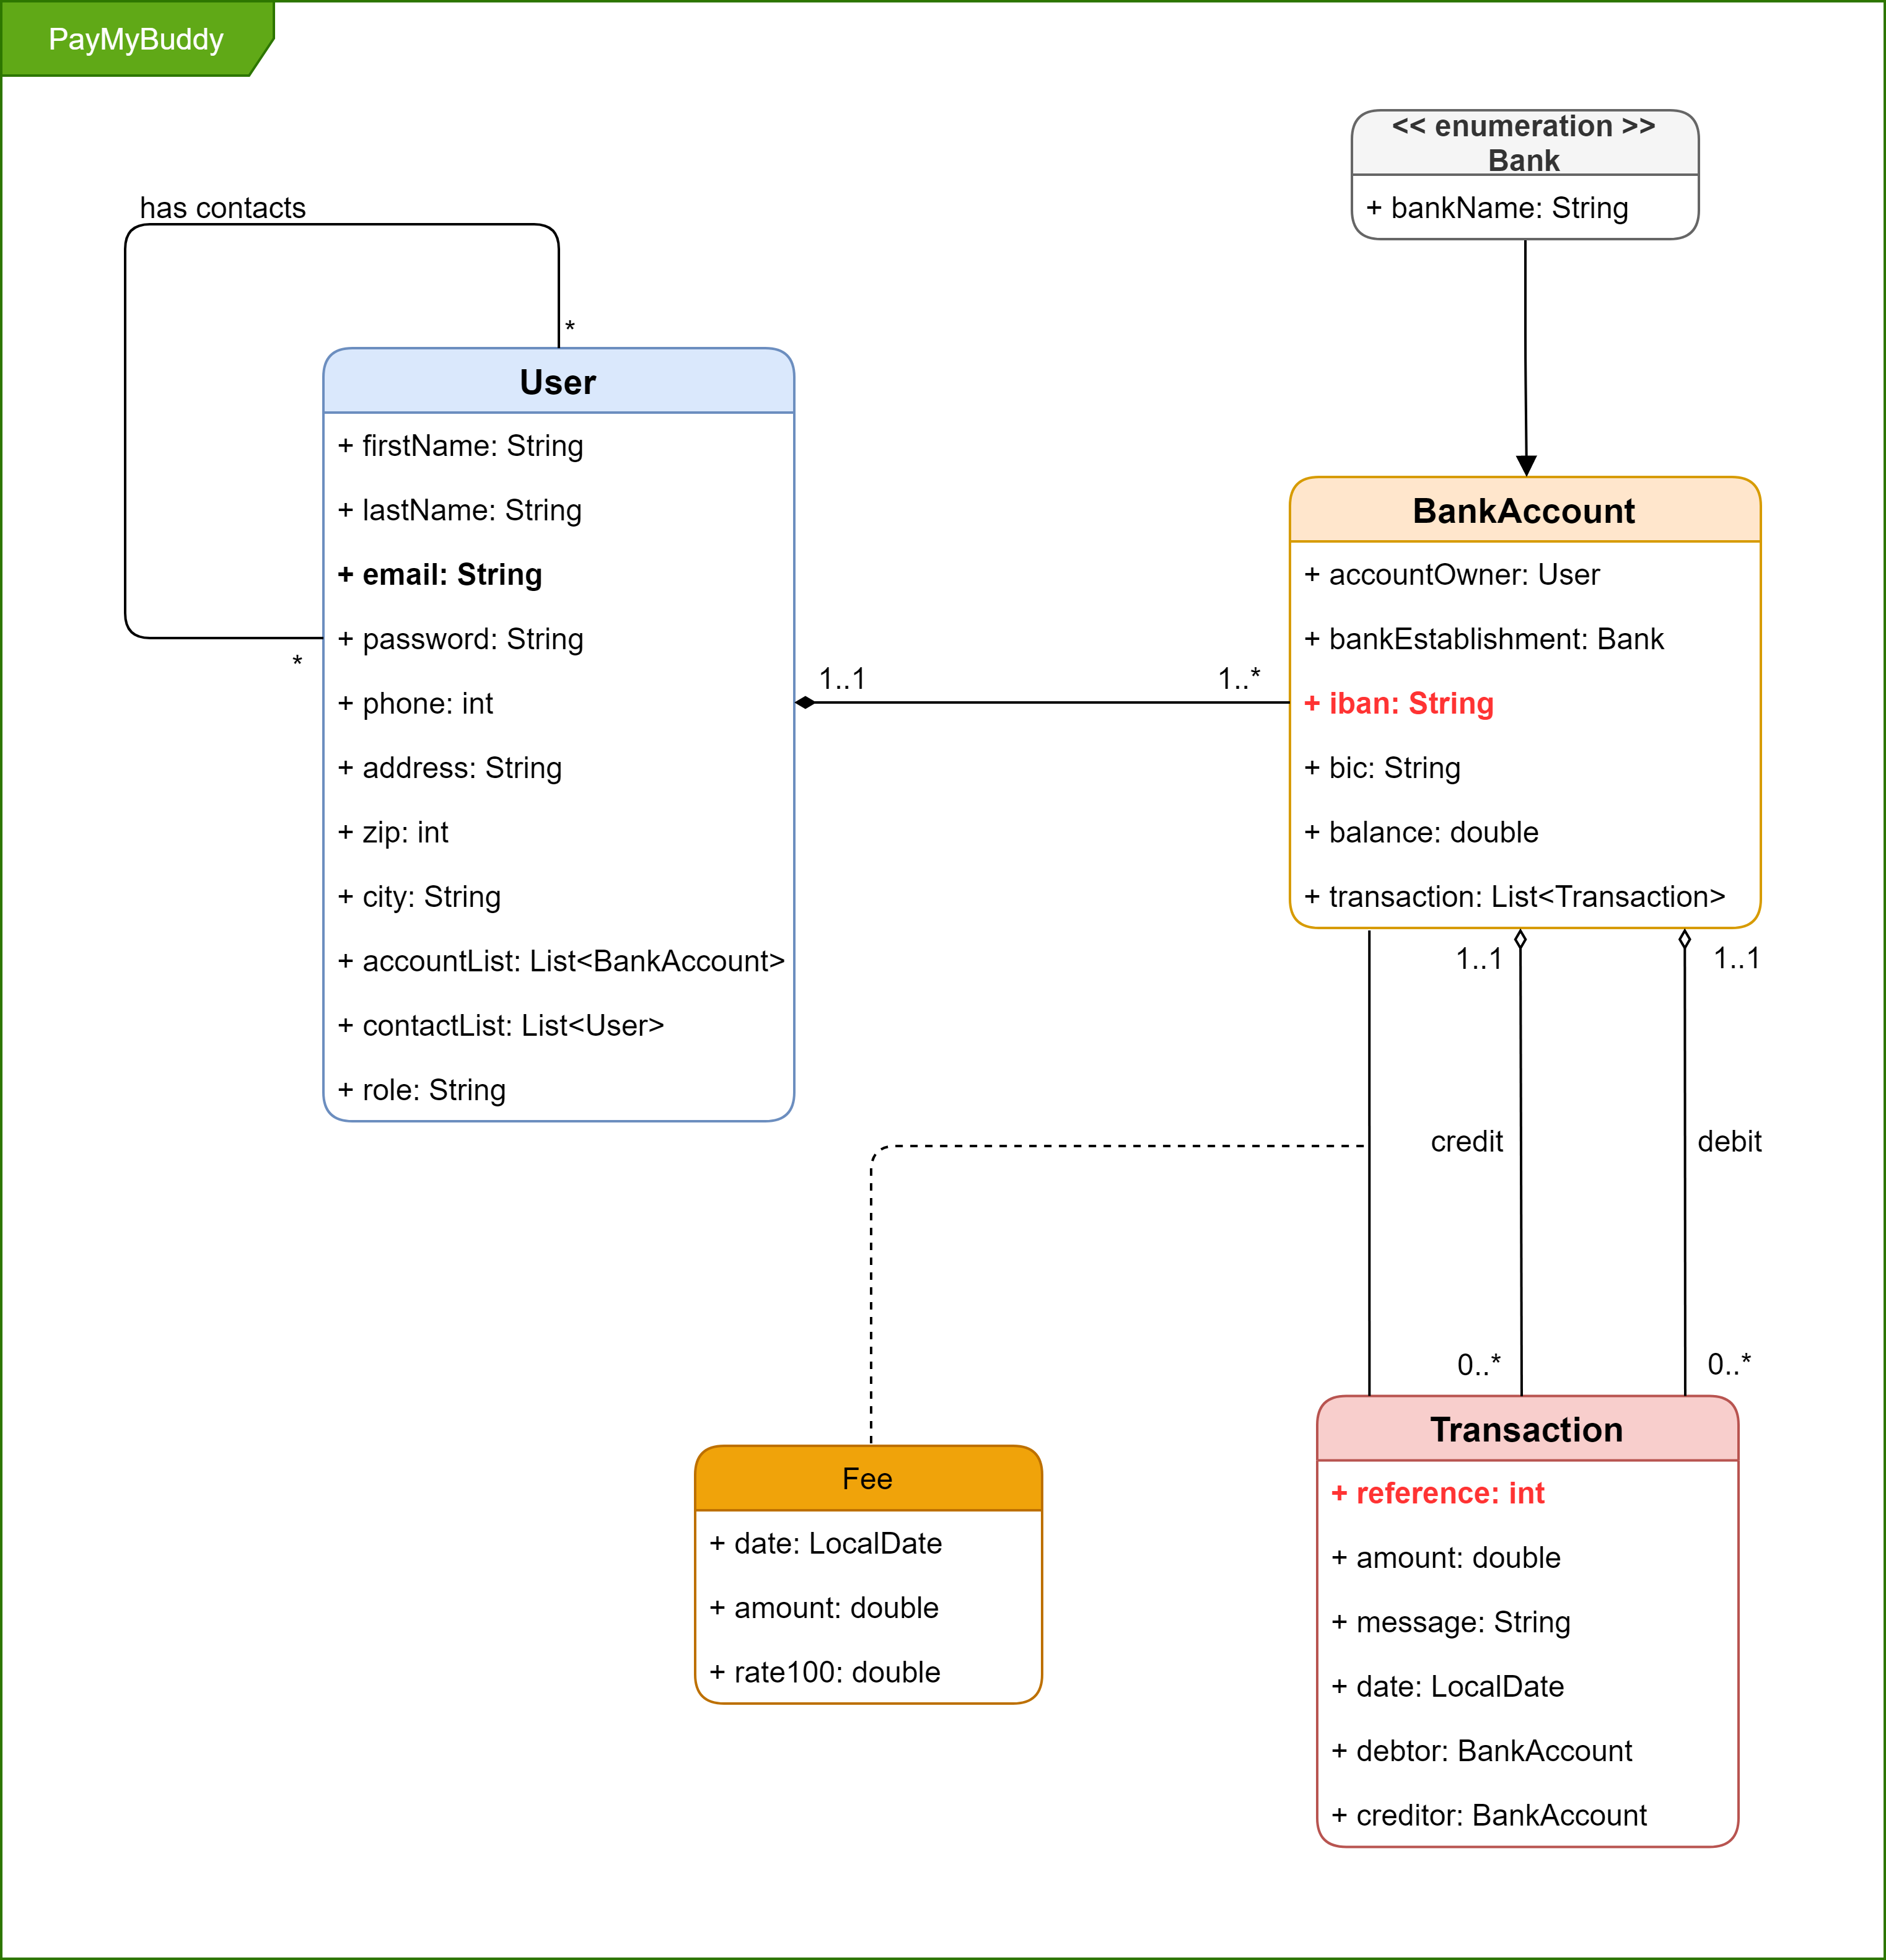 PayMyBuddy
<< enumeration >>
Bank
+ bankName: String
has contacts
*
*
User
+ firstName: String
+ lastName: String
+ email: String
+ password: String
+ phone: int
+ address: String
+ zip: int
+ city: String
+ accountList: List<BankAccount>
+ contactList: List<User>
+ role: String
1..1
1..*
BankAccount
+ accountOwner: User
+ bankEstablishment: Bank
+ iban: String
+ bic: String
+ balance: double
+ transaction: List<Transaction>
1..1
1..1
credit
debit
0..*
0..*
Fee
+ date: LocalDate
+ amount: double
+ rate100: double
Transaction
+ reference: int
+ amount: double
+ message: String
+ date: LocalDate
+ debtor: BankAccount
+ creditor: BankAccount